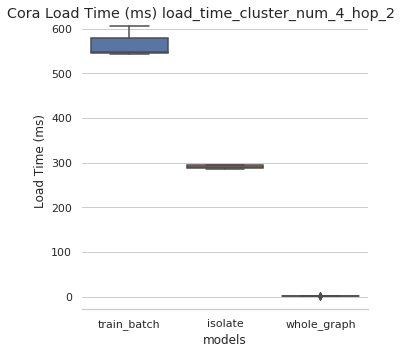 Cora Load Time (ms) load_time_cluster_num_4_hop_2
600
500
400
300
200
100
0
Load Time (ms)
train_batch isolate whole_graph
models